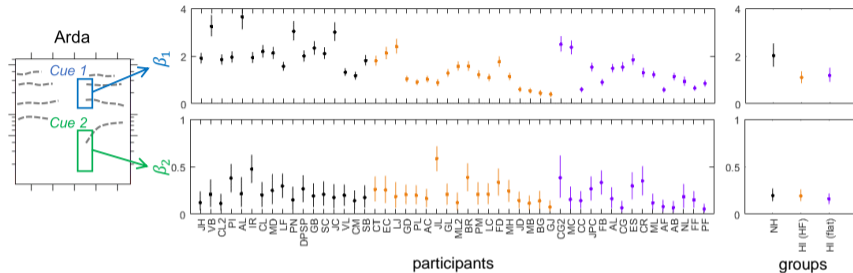 Arda
Cue 1
Cue 2
β1
4
2
0
4
2
0
β2
1
0.5
0
1
0.5
0
JH VB CL2 PI AL IR CL MD LF PN DPSP GB SC JC VL CM SB CT EC LJ GD PL AC JL GL ML2 BR PM LC FD MH JD MB BG GJ CG2 MC CC JPC FB AL CG ES CR ML AF AB NL FF PF
NH HI (HF) HI (flat)
participants
groups